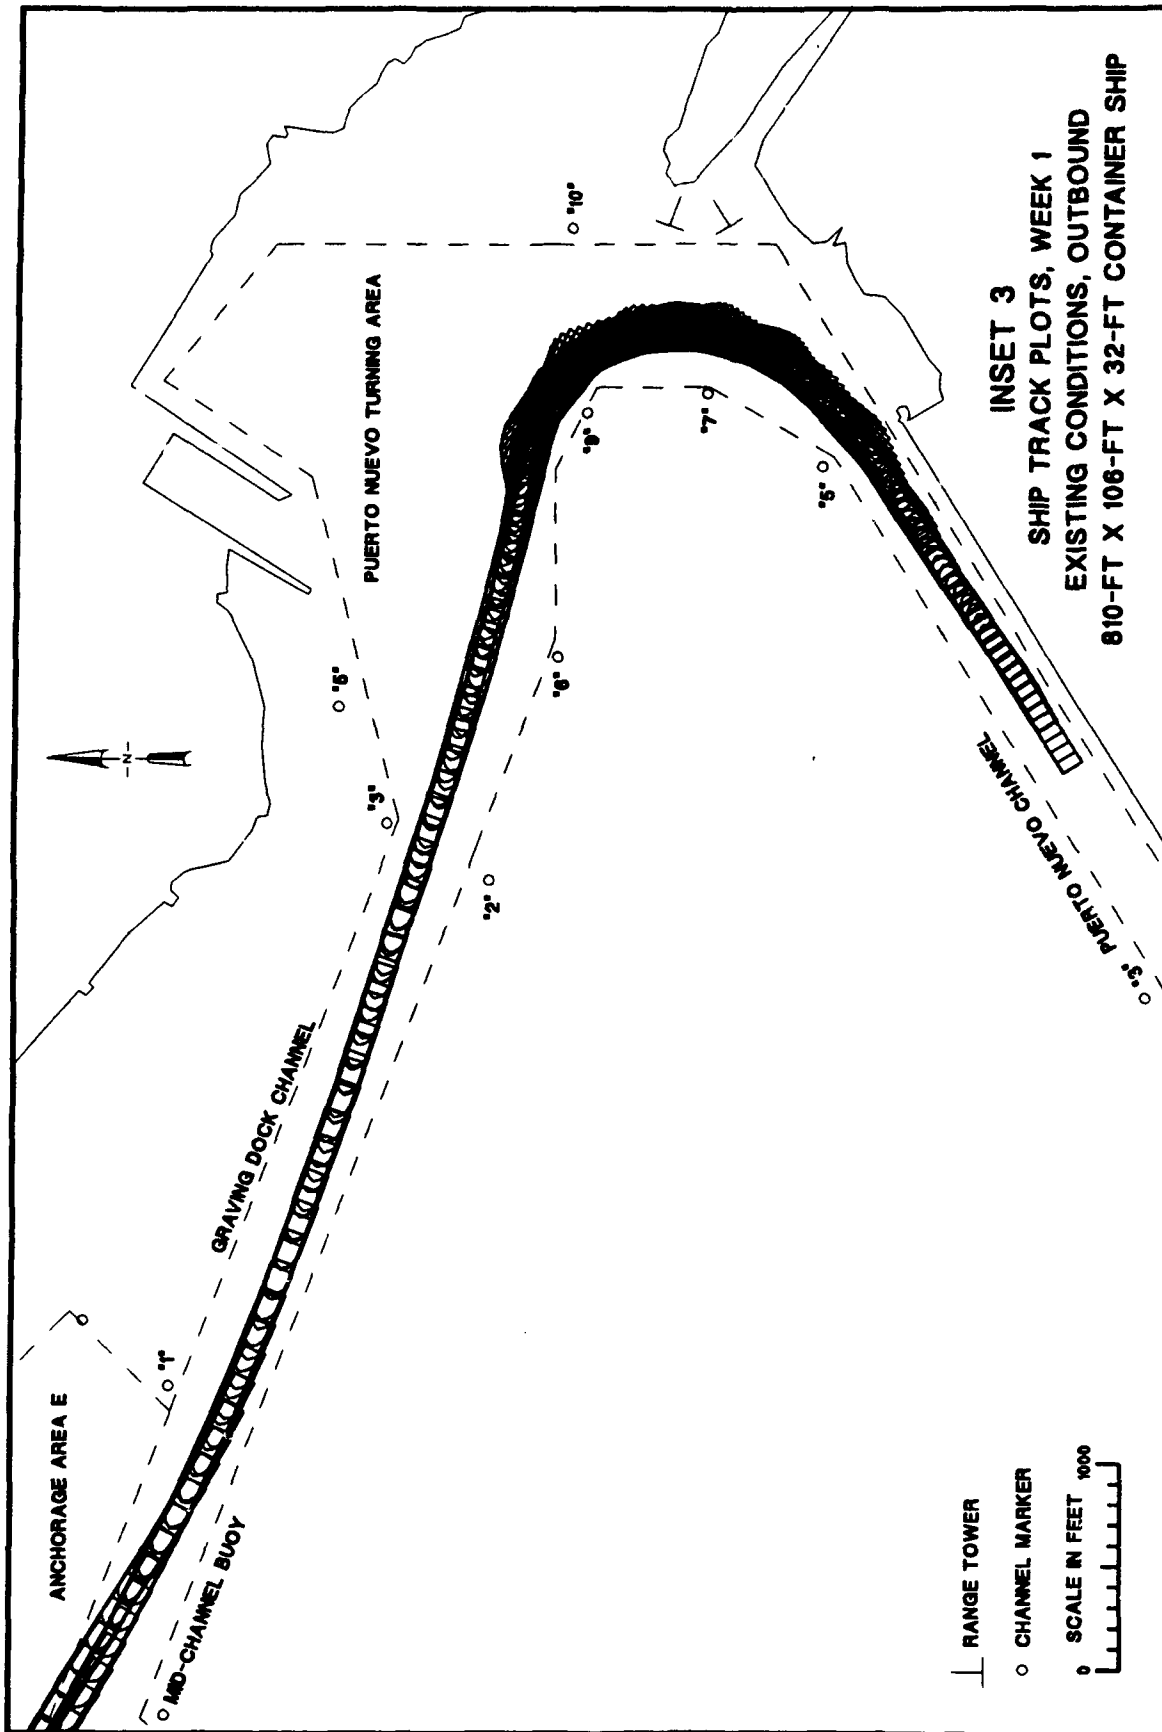 ANCHORAGE AREA E
"1"
MID-CHANNEL BUOY
GRAVING DOCK CHANNEL
N
"3"
"5"
"2"
"6"
PUERTO NUEVO TURNING AREA
"10"
"9"
"7"
"5"
PUERTO NUEVO CHANNEL
"3"
RANGE TOWER
CHANNEL MARKER
SCALE IN FEET
0 1000
INSET 3
SHIP TRACK PLOTS, WEEK 1
EXISTING CONDITIONS, OUTBOUND
810-FT X 106-FT X 32-FT CONTAINER SHIP